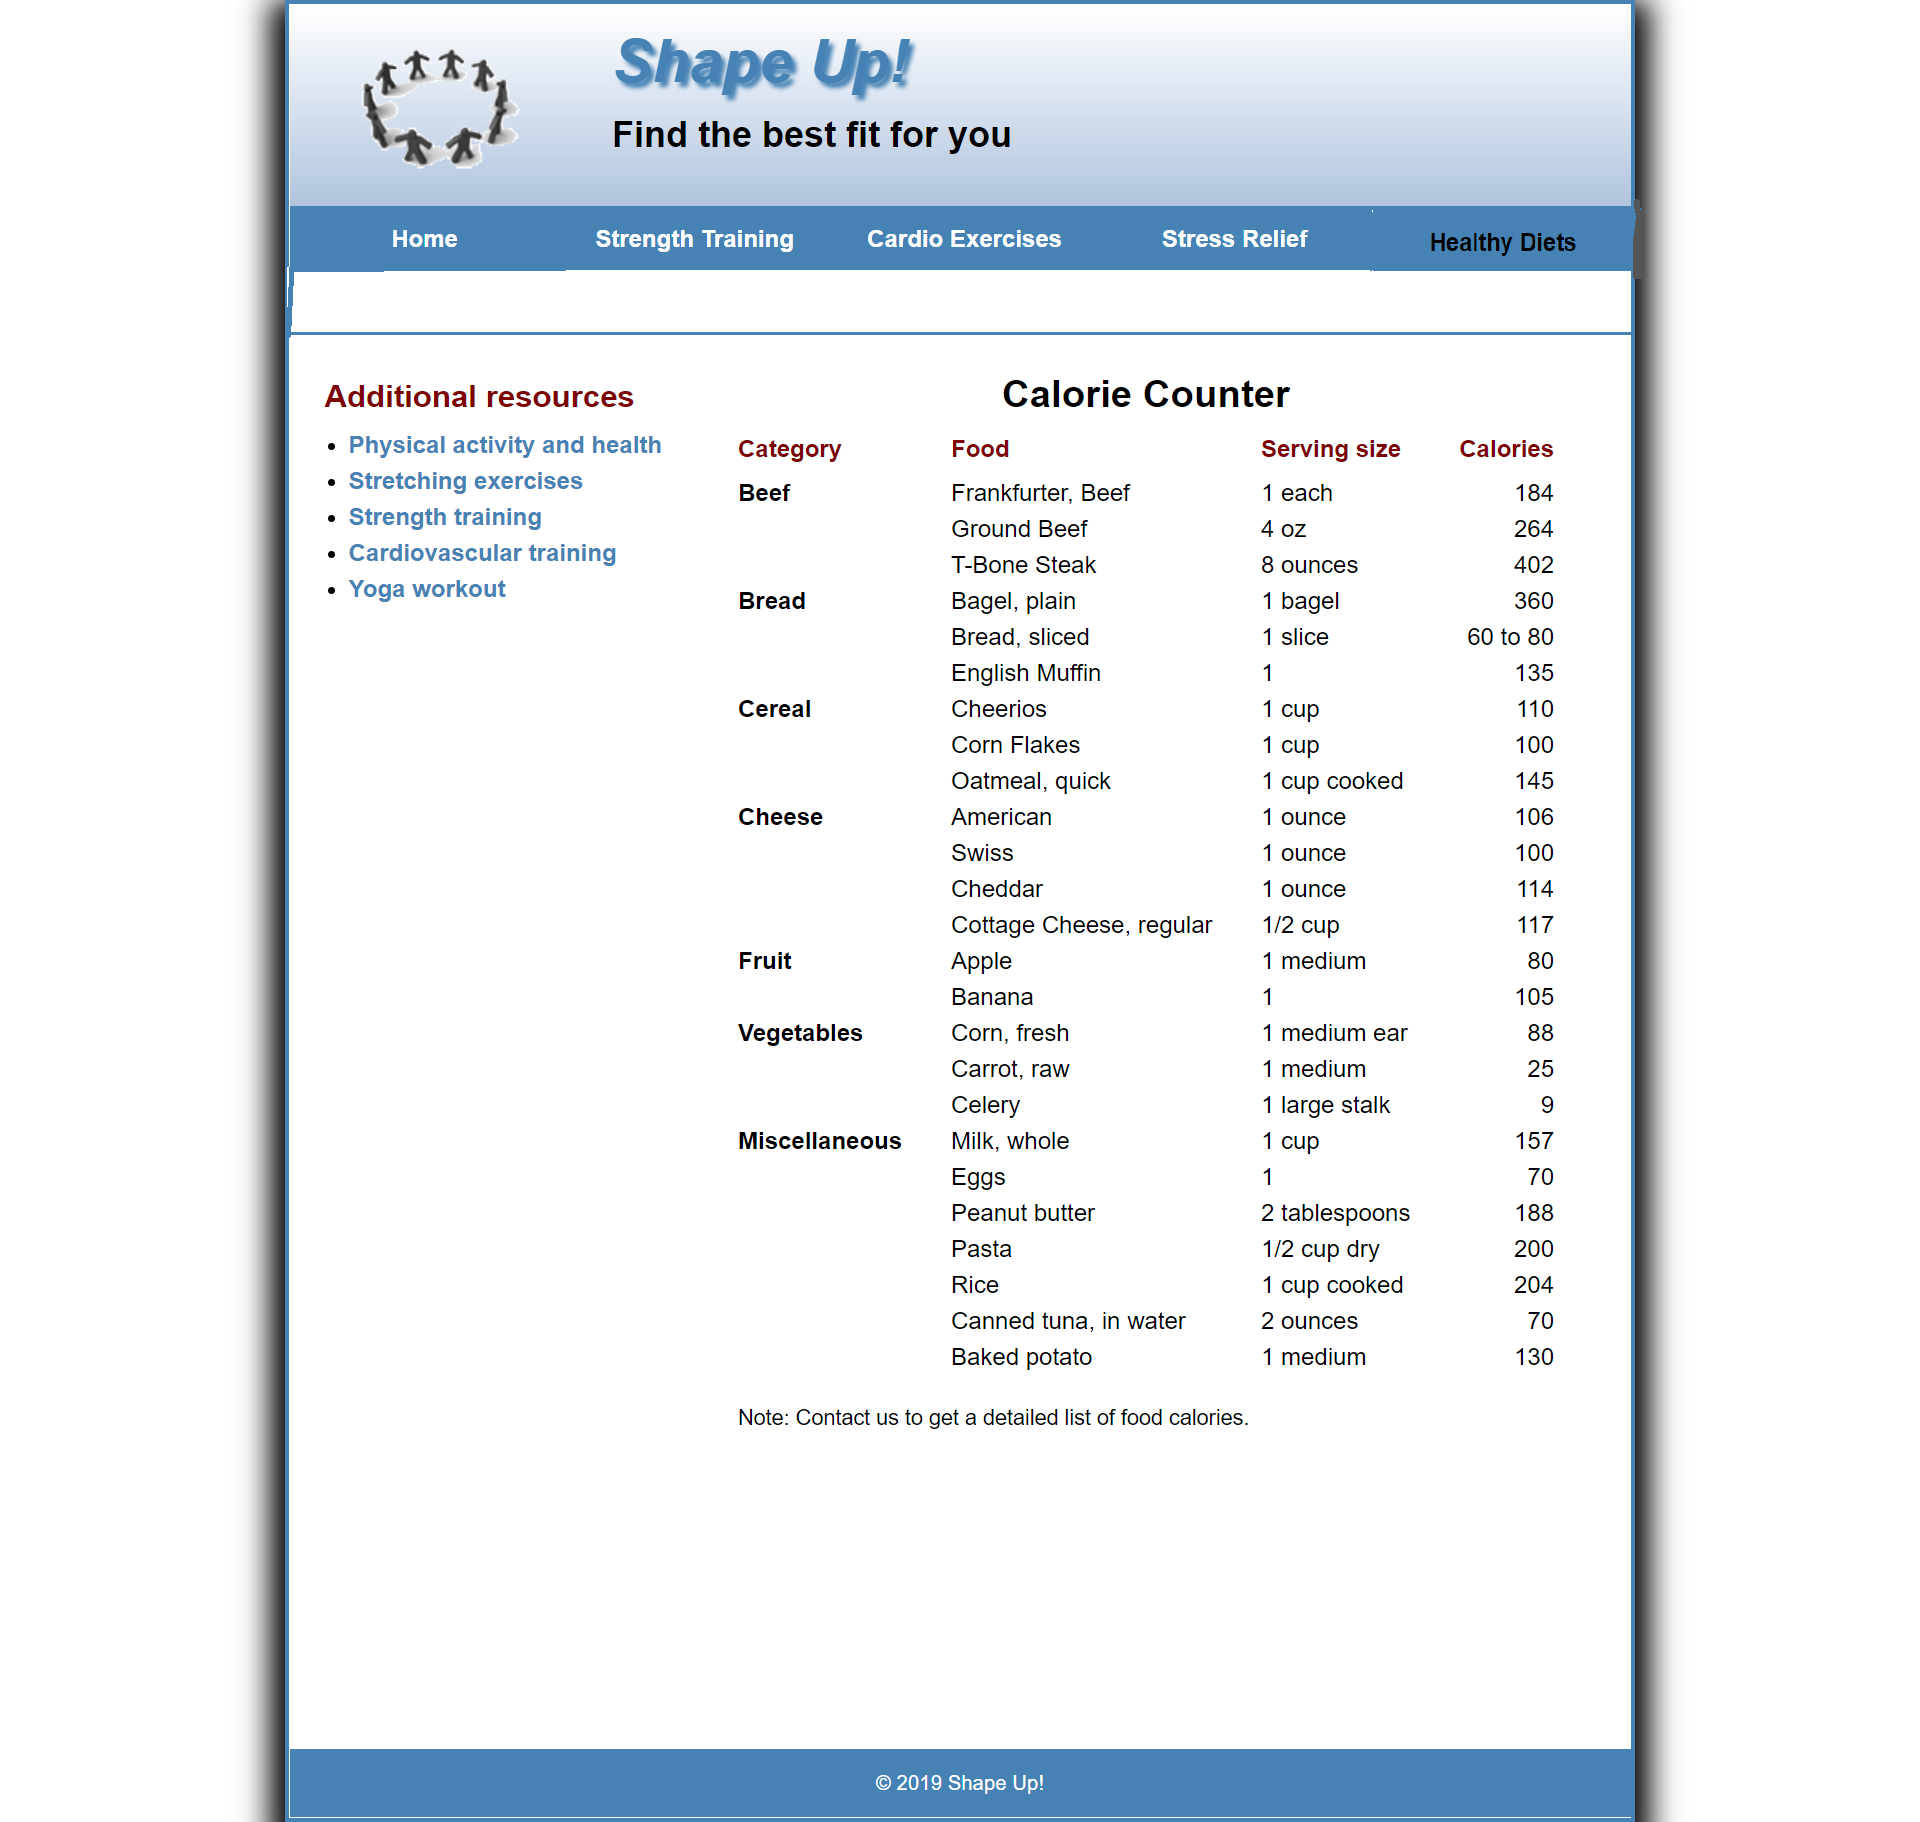 Shape Up!
Find the best fit for you
Home Strength Training Cardio Exercises Stress Relief Healthy Diets
Additional resources
• Physical activity and health
• Stretching exercises
• Strength training
• Cardiovascular training
• Yoga workout
Calorie Counter
Category Food Serving size Calories
Beef Frankfurter, Beef 1 each 184
Ground Beef 4 oz 264
T-Bone Steak 8 ounces 402
Bread Bagel, plain 1 bagel 360
Bread, sliced 1 slice 60 to 80
English Muffin 1 135
Cereal Cheerios 1 cup 110
Corn Flakes 1 cup 100
Oatmeal, quick 1 cup cooked 145
Cheese American 1 ounce 106
Swiss 1 ounce 100
Cheddar 1 ounce 114
Cottage Cheese, regular 1/2 cup 117
Fruit Apple 1 medium 80
Banana 1 105
Vegetables Corn, fresh 1 medium ear 88
Carrot, raw 1 medium 25
Celery 1 large stalk 9
Miscellaneous Milk, whole 1 cup 157
Eggs 1 70
Peanut butter 2 tablespoons 188
Pasta 1/2 cup dry 200
Rice 1 cup cooked 204
Canned tuna, in water 2 ounces 70
Baked potato 1 medium 130
Note: Contact us to get a detailed list of food calories.
© 2019 Shape Up!